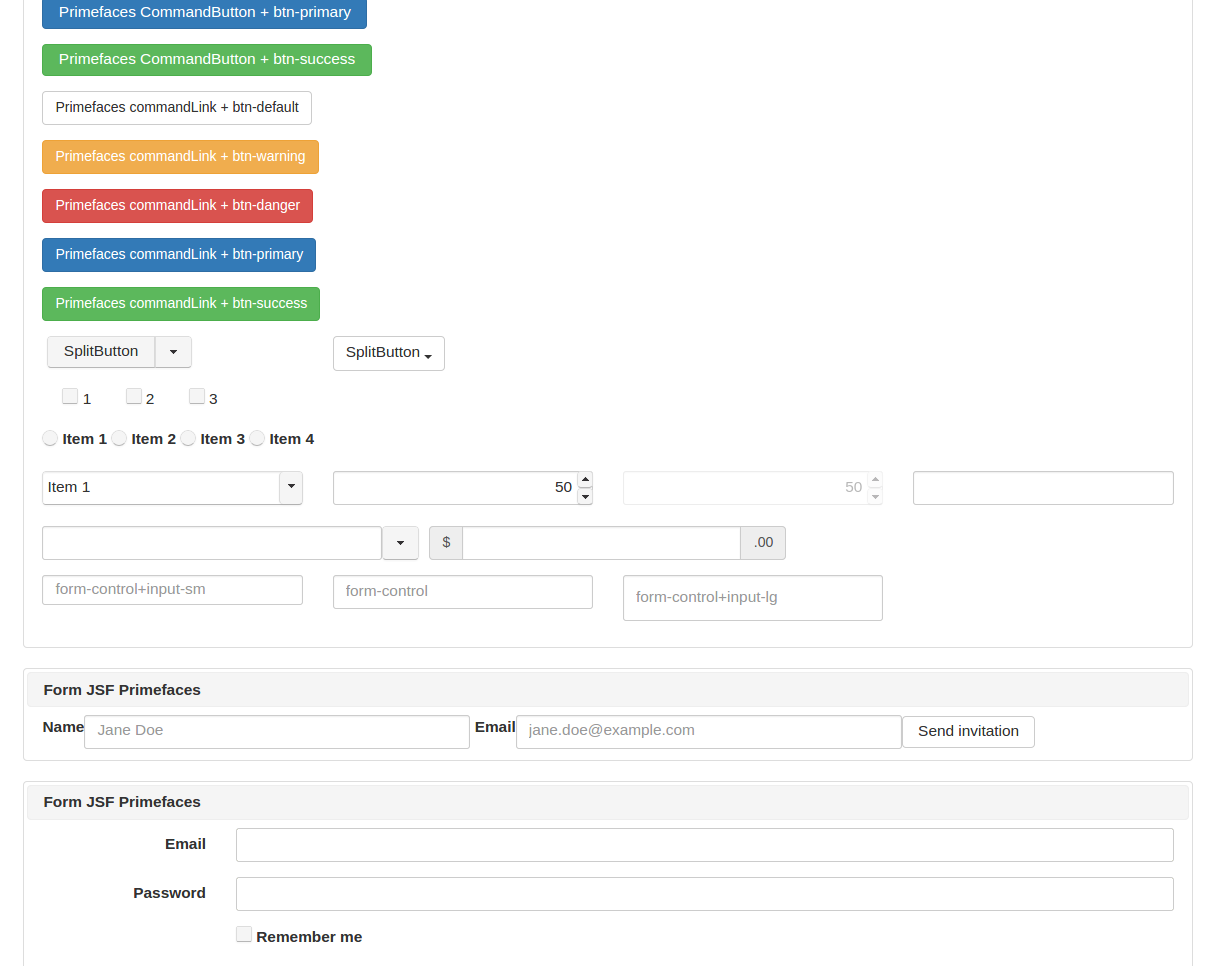 Primefaces CommandButton + btn-primary
Primefaces CommandButton + btn-success
Primefaces commandLink + btn-default
Primefaces commandLink + btn-warning
Primefaces commandLink + btn-danger
Primefaces commandLink + btn-primary
Primefaces commandLink + btn-success
SplitButton SplitButton
1 2 3
Item 1 Item 2 Item 3 Item 4
Item 1 50 50
$ .00
form-control+input-sm form-control form-control+input-lg
Form JSF Primefaces
Name Jane Doe Email jane.doe@example.com Send invitation
Form JSF Primefaces
Email
Password
Remember me